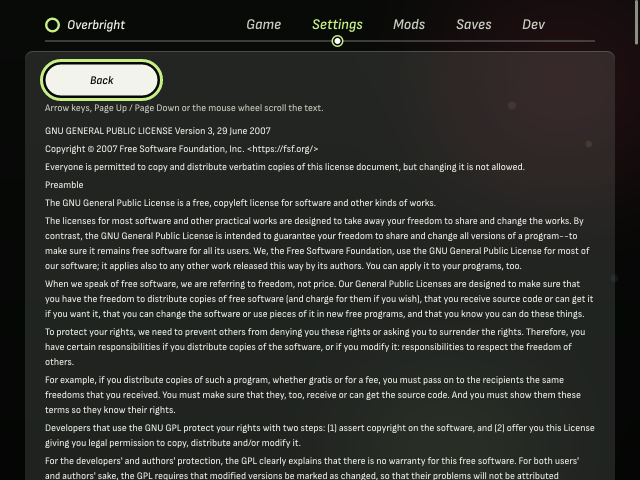 Overbright
Game
Settings
Mods
Saves
Dev
Back
Arrow keys, Page Up / Page Down or the mouse wheel scroll the text.
GNU GENERAL PUBLIC LICENSE Version 3, 29 June 2007
Copyright © 2007 Free Software Foundation, Inc. <https://fsf.org/>
Everyone is permitted to copy and distribute verbatim copies of this license document, but changing it is not allowed.
Preamble
The GNU General Public License is a free, copyleft license for software and other kinds of works.
The licenses for most software and other practical works are designed to take away your freedom to share and change the works. By
contrast, the GNU General Public License is intended to guarantee your freedom to share and change all versions of a program--to
make sure it remains free software for all its users. We, the Free Software Foundation, use the GNU General Public License for most of
our software; it applies also to any other work released this way by its authors. You can apply it to your programs, too.
When we speak of free software, we are referring to freedom, not price. Our General Public Licenses are designed to make sure that
you have the freedom to distribute copies of free software (and charge for them if you wish), that you receive source code or can get it
if you want it, that you can change the software or use pieces of it in new free programs, and that you know you can do these things.
To protect your rights, we need to prevent others from denying you these rights or asking you to surrender the rights. Therefore, you
have certain responsibilities if you distribute copies of the software, or if you modify it: responsibilities to respect the freedom of
others.
For example, if you distribute copies of such a program, whether gratis or for a fee, you must pass on to the recipients the same
freedoms that you received. You must make sure that they, too, receive or can get the source code. And you must show them these
terms so they know their rights.
Developers that use the GNU GPL protect your rights with two steps: (1) assert copyright on the software, and (2) offer you this License
giving you legal permission to copy, distribute and/or modify it.
For the developers' and authors' protection, the GPL clearly explains that there is no warranty for this free software. For both users'
and authors' sake, the GPL requires that modified versions be marked as changed, so that their problems will not be attributed